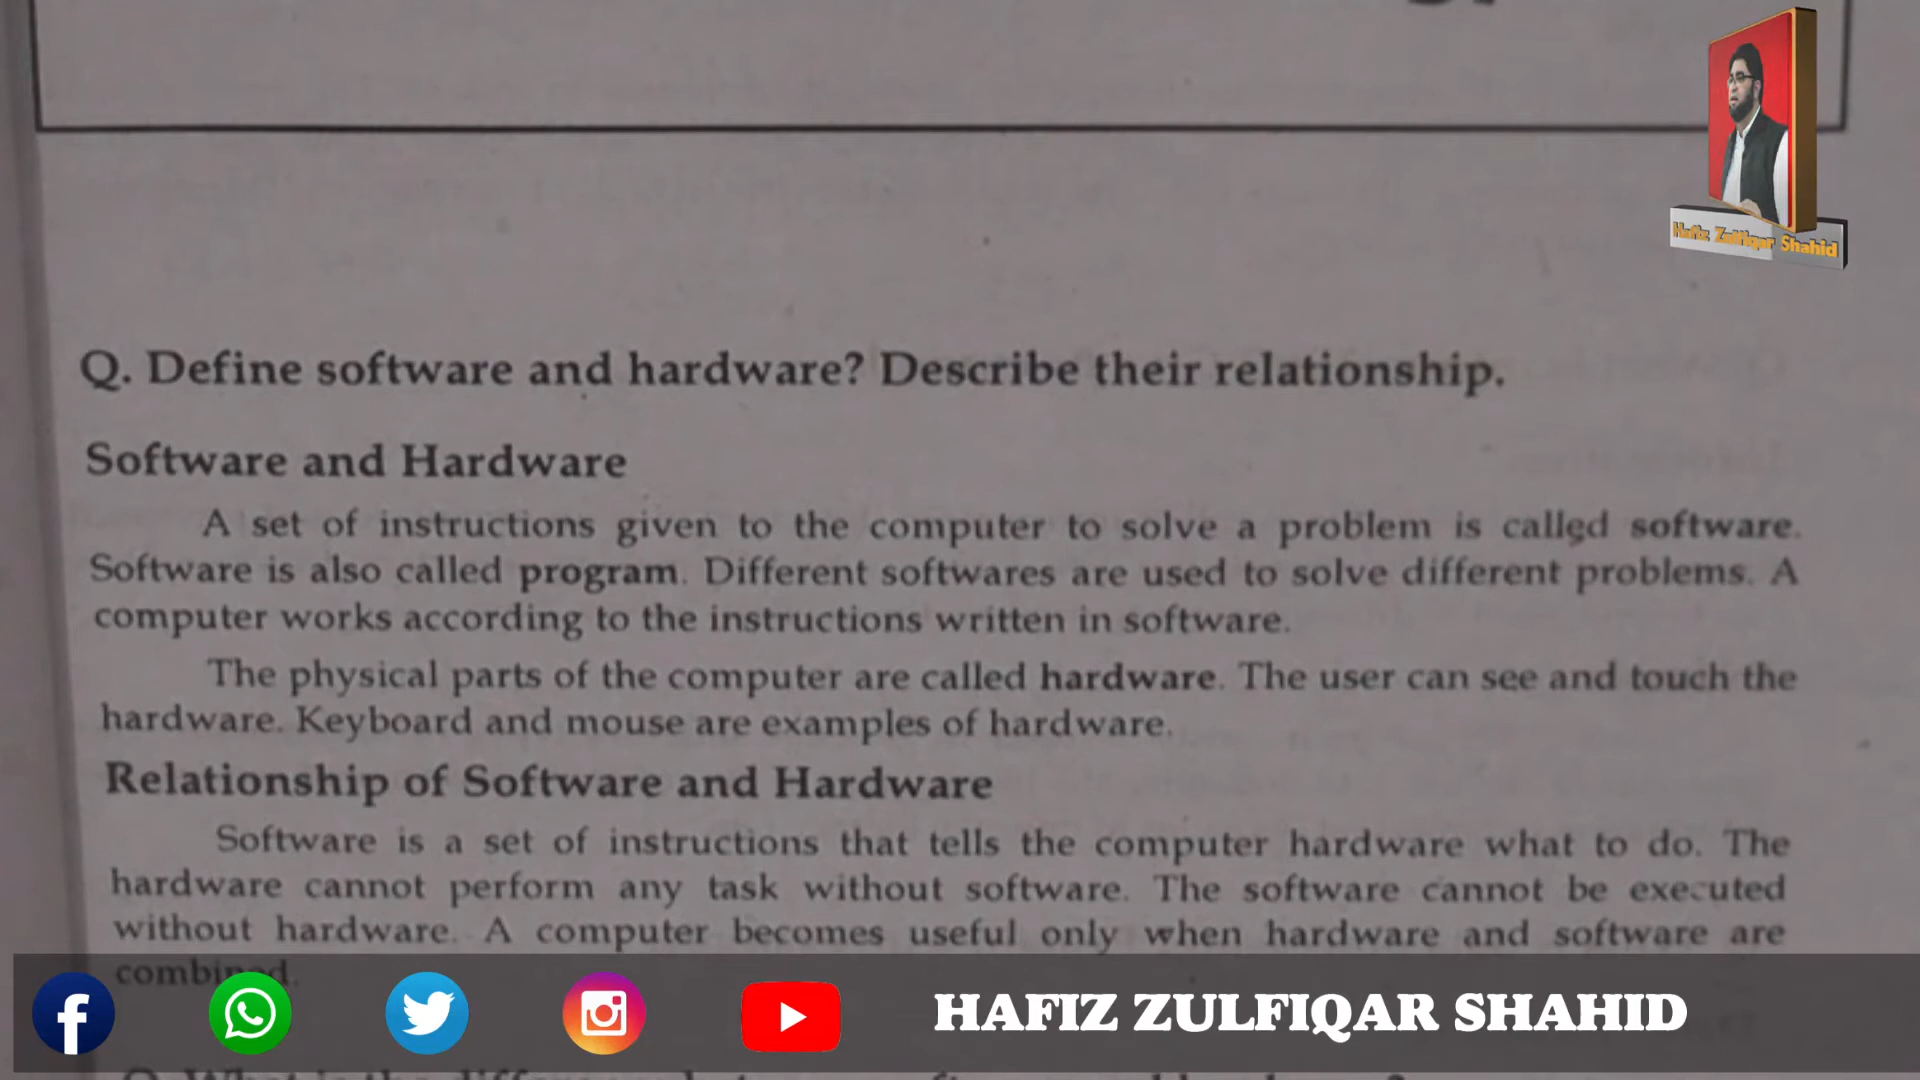 Hafiz Zulfiqar Shahid
Q. Define software and hardware? Describe their relationship.
Software and Hardware
A set of instructions given to the computer to solve a problem is called software.
Software is also called program. Different softwares are used to solve different problems. A
computer works according to the instructions written in software.
The physical parts of the computer are called hardware. The user can see and touch the
hardware. Keyboard and mouse are examples of hardware.
Relationship of Software and Hardware
Software is a set of instructions that tells the computer hardware what to do. The
hardware cannot perform any task without software. The software cannot be executed
without hardware. A computer becomes useful only when hardware and software are
combined.
HAFIZ ZULFIQAR SHAHID